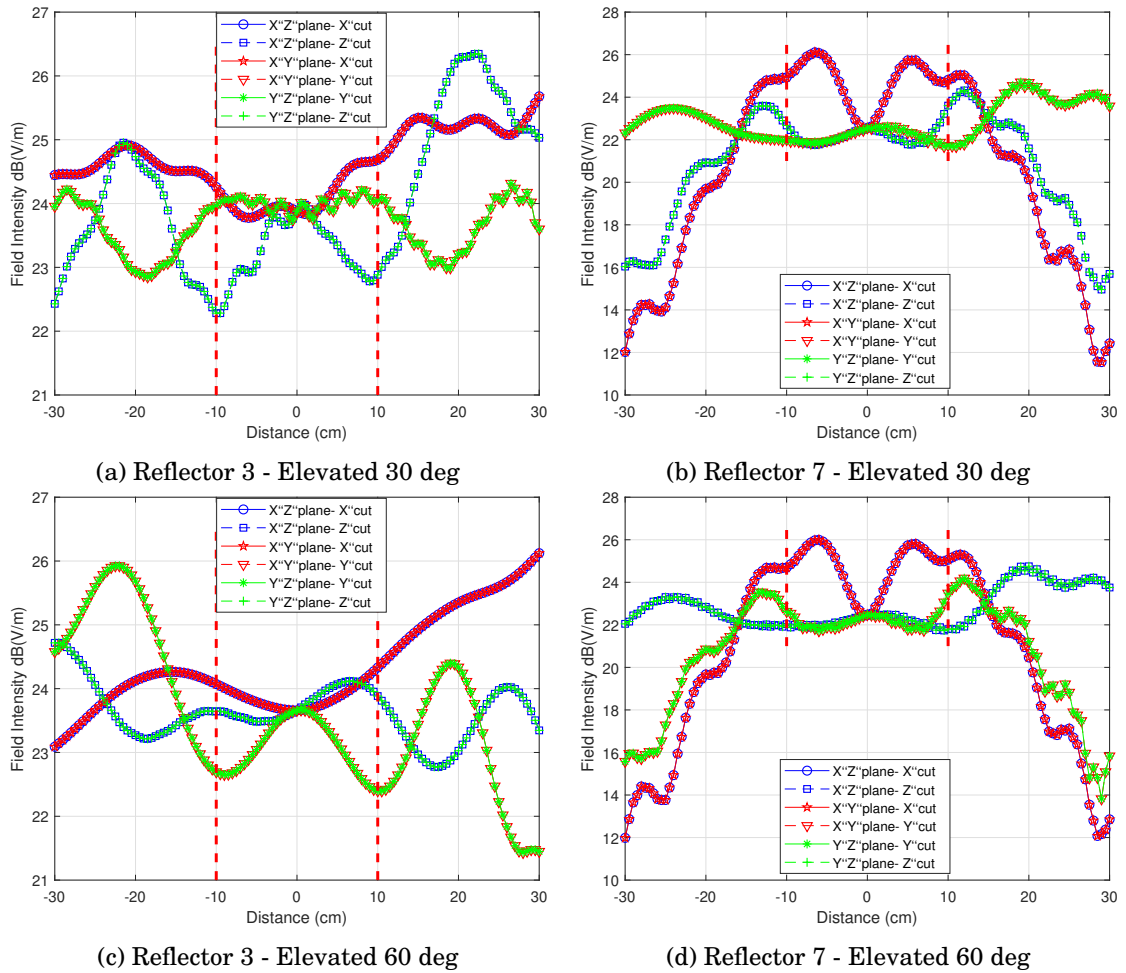 27
26
25
24
23
22
21
Field Intensity dB(V/m)
X“Z“plane- X“cut
X“Z“plane- Z“cut
X“Y“plane- X“cut
X“Y“plane- Y“cut
Y“Z“plane- Y“cut
Y“Z“plane- Z“cut
-30 -20 -10 0 10 20 30
Distance (cm)
(a) Reflector 3 - Elevated 30 deg
28
26
24
22
20
18
16
14
12
10
Field Intensity dB(V/m)
X“Z“plane- X“cut
X“Z“plane- Z“cut
X“Y“plane- X“cut
X“Y“plane- Y“cut
Y“Z“plane- Y“cut
Y“Z“plane- Z“cut
-30 -20 -10 0 10 20 30
Distance (cm)
(b) Reflector 7 - Elevated 30 deg
27
26
25
24
23
22
21
Field Intensity dB(V/m)
X“Z“plane- X“cut
X“Z“plane- Z“cut
X“Y“plane- X“cut
X“Y“plane- Y“cut
Y“Z“plane- Y“cut
Y“Z“plane- Z“cut
-30 -20 -10 0 10 20 30
Distance (cm)
(c) Reflector 3 - Elevated 60 deg
28
26
24
22
20
18
16
14
12
10
Field Intensity dB(V/m)
X“Z“plane- X“cut
X“Z“plane- Z“cut
X“Y“plane- X“cut
X“Y“plane- Y“cut
Y“Z“plane- Y“cut
Y“Z“plane- Z“cut
-30 -20 -10 0 10 20 30
Distance (cm)
(d) Reflector 7 - Elevated 60 deg